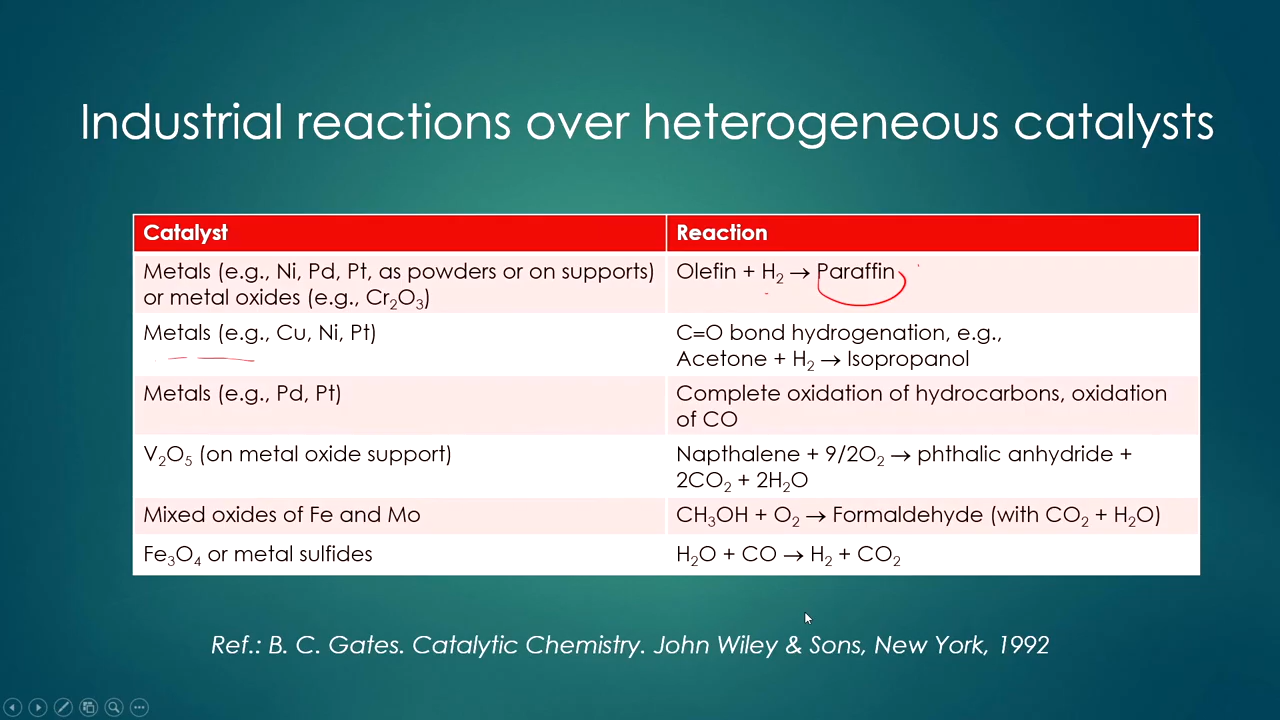 Industrial reactions over heterogeneous catalysts
Catalyst
Reaction
Metals (e.g., Ni, Pd, Pt, as powders or on supports)
or metal oxides (e.g., Cr₂O₃)
Olefin + H₂ → Paraffin
Metals (e.g., Cu, Ni, Pt)
C=O bond hydrogenation, e.g.,
Acetone + H₂ → Isopropanol
Metals (e.g., Pd, Pt)
Complete oxidation of hydrocarbons, oxidation
of CO
V₂O₅ (on metal oxide support)
Napthalene + 9/2O₂ → phthalic anhydride +
2CO₂ + 2H₂O
Mixed oxides of Fe and Mo
CH₃OH + O₂ → Formaldehyde (with CO₂ + H₂O)
Fe₃O₄ or metal sulfides
H₂O + CO → H₂ + CO₂
Ref.: B. C. Gates. Catalytic Chemistry. John Wiley & Sons, New York, 1992